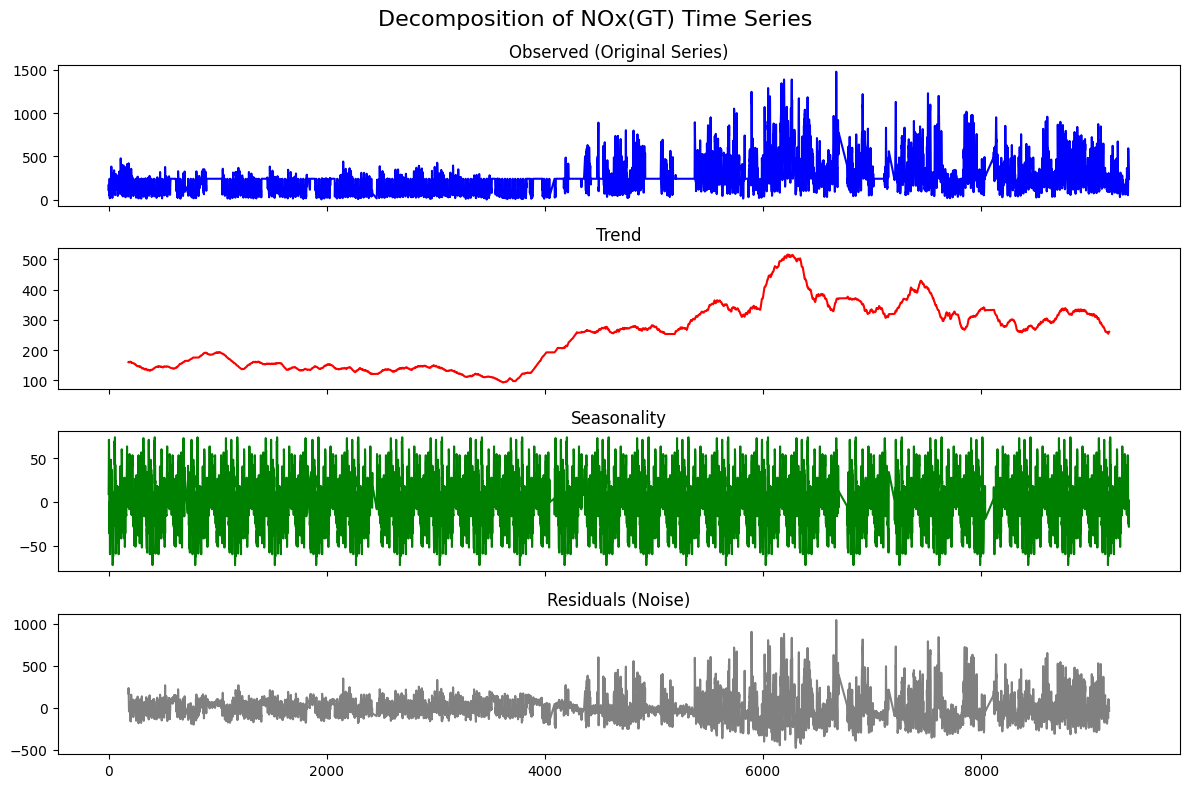 Decomposition of NOx(GT) Time Series
Observed (Original Series)
1500
1000
500
0
Trend
500
400
300
200
100
Seasonality
50
0
−50
Residuals (Noise)
1000
500
0
−500
0 2000 4000 6000 8000